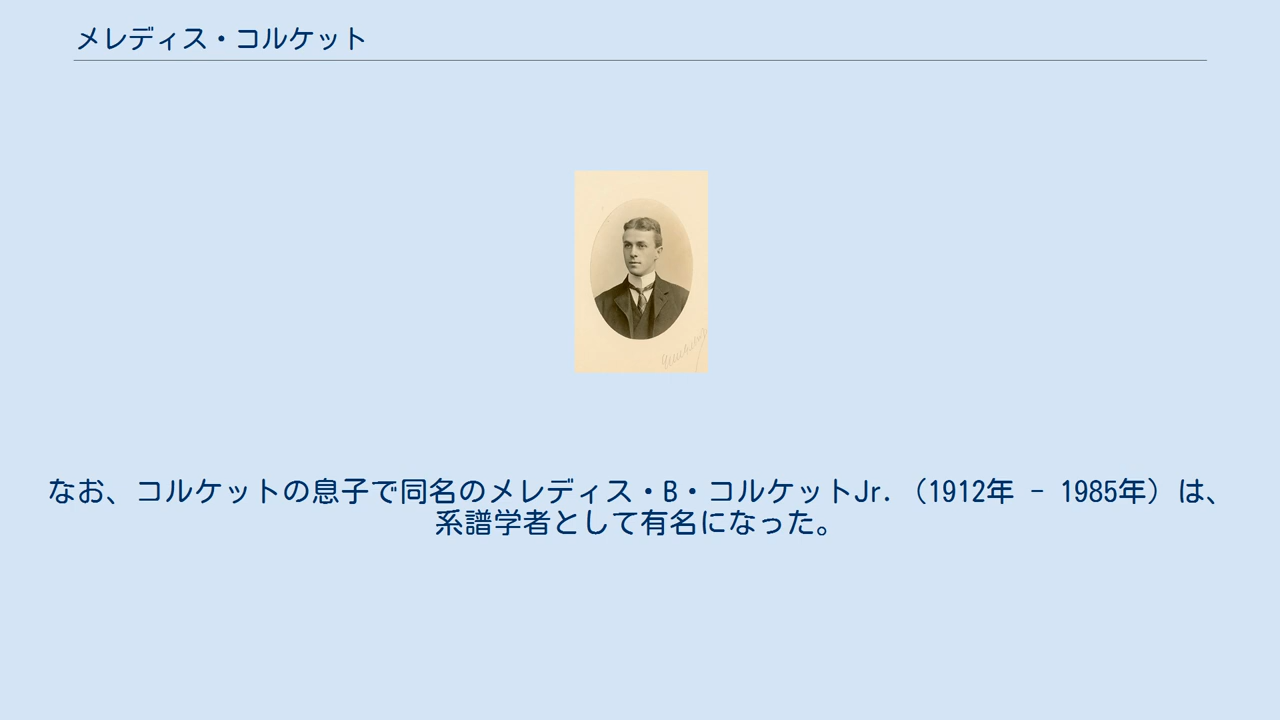 メレディス・コルケット
なお、コルケットの息子で同名のメレディス・B・コルケットJr. (1912年 - 1985年) は、
系譜学者として有名になった。